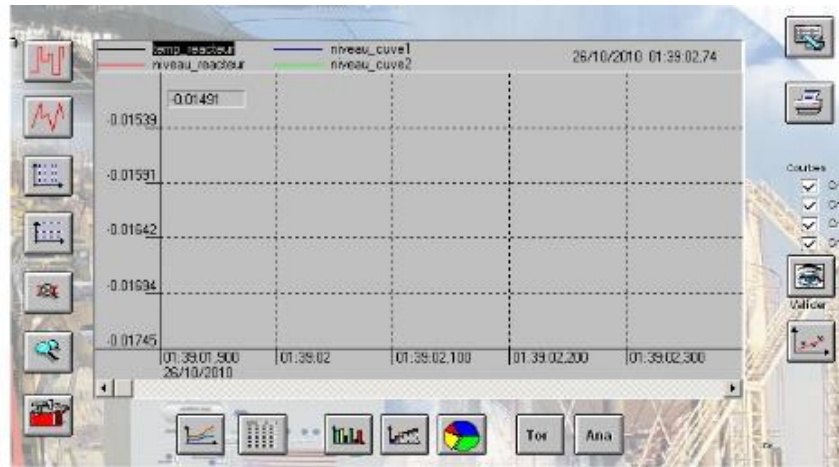 temp_reacteur niveau_cuve1 26/10/2010 01:39:02,74
niveau_reacteur niveau_cuve2
-0.01491
-0.01539
-0.01591
-0.01642
-0.01694
-0.01745
01:39:01,900 01:39:02 01:39:02,100 01:39:02,200 01:39:02,300
26/10/2010
Courbes
Valider
Tor Ana